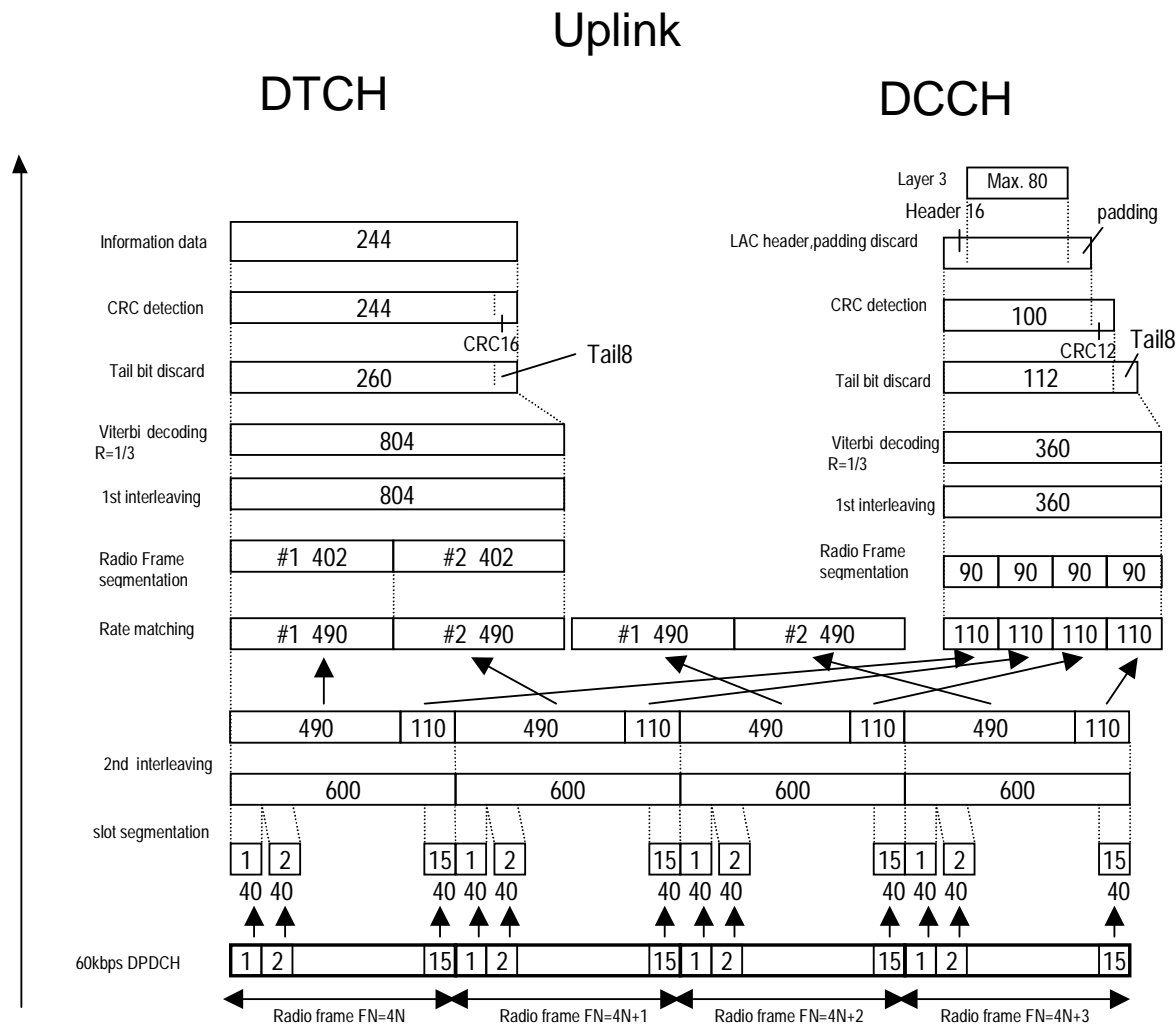 Uplink
DTCH DCCH
Layer 3 Max. 80
Header 16 padding
Information data 244 LAC header,padding discard
CRC detection 244 CRC detection 100
CRC16 Tail8 CRC12 Tail8
Tail bit discard 260 Tail bit discard 112
Viterbi decoding R=1/3 804 Viterbi decoding R=1/3 360
1st interleaving 804 1st interleaving 360
Radio Frame segmentation #1 402 #2 402 Radio Frame segmentation 90 90 90 90
Rate matching #1 490 #2 490 #1 490 #2 490 110 110 110 110
490 110 490 110 490 110 490 110
2nd interleaving
600 600 600 600
slot segmentation
1 2 15 1 2 15 1 2 15 1 2 15
40 40 40 40 40 40 40 40 40 40 40 40
60kbps DPDCH 1 2 15 1 2 15 1 2 15 1 2 15
Radio frame FN=4N Radio frame FN=4N+1 Radio frame FN=4N+2 Radio frame FN=4N+3